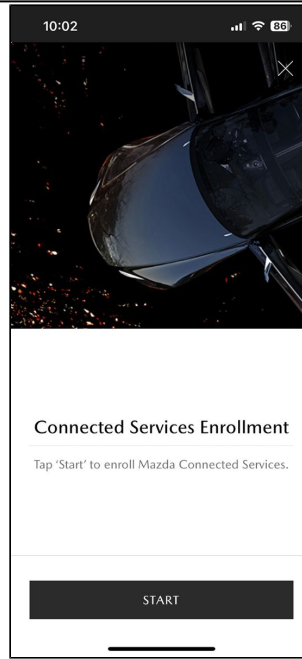 10:02
86
Connected Services Enrollment
Tap ‘Start’ to enroll Mazda Connected Services.
START